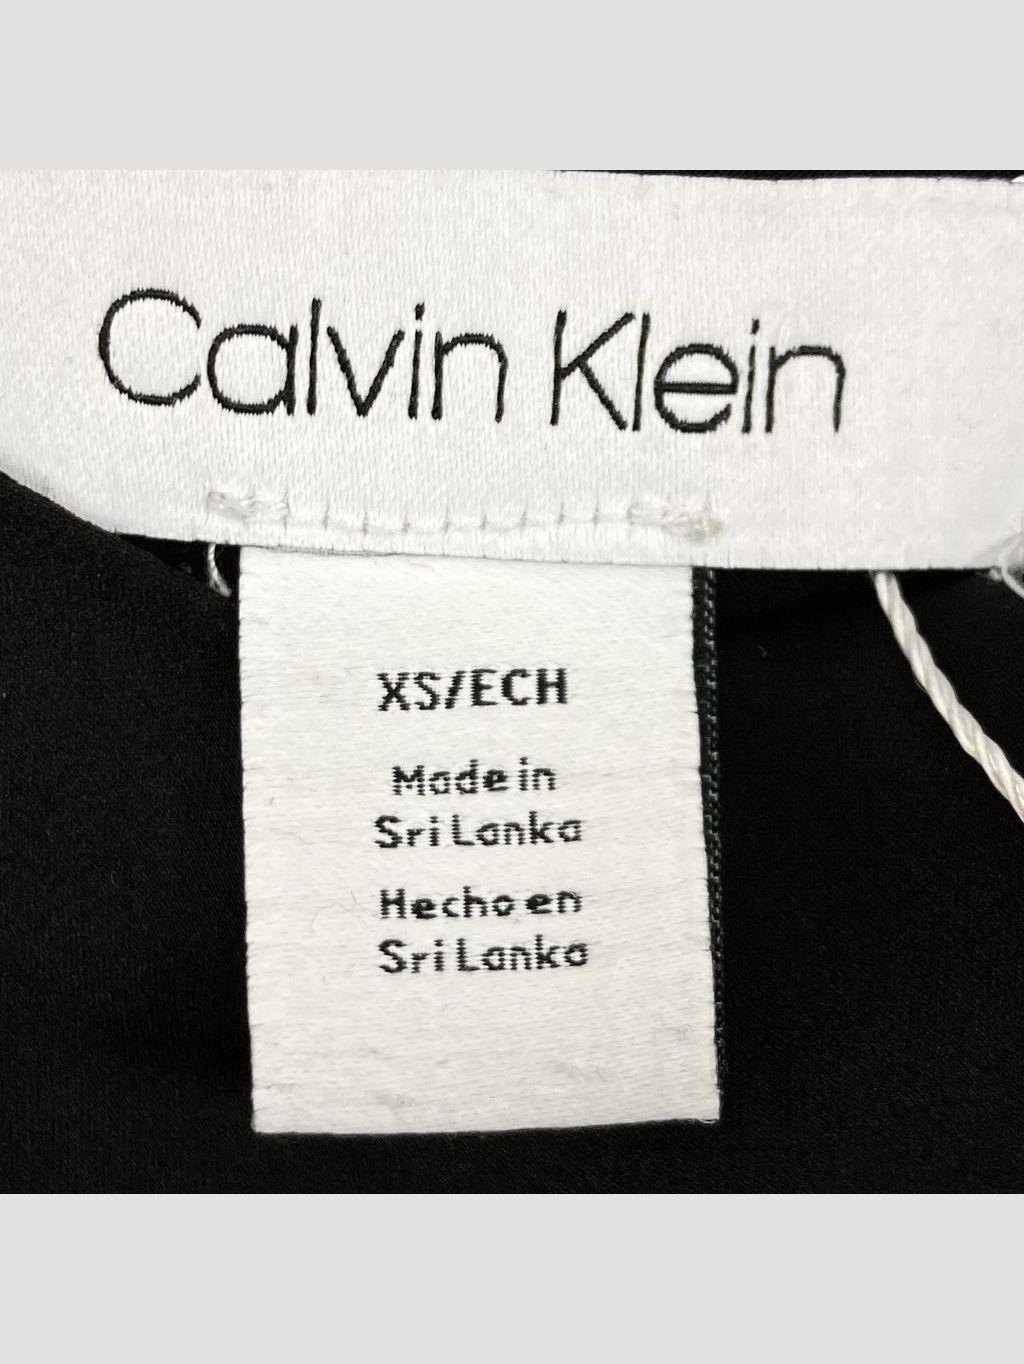 Calvin Klein
XS/ECH
Made in
Sri Lanka
Hecho en
Sri Lanka